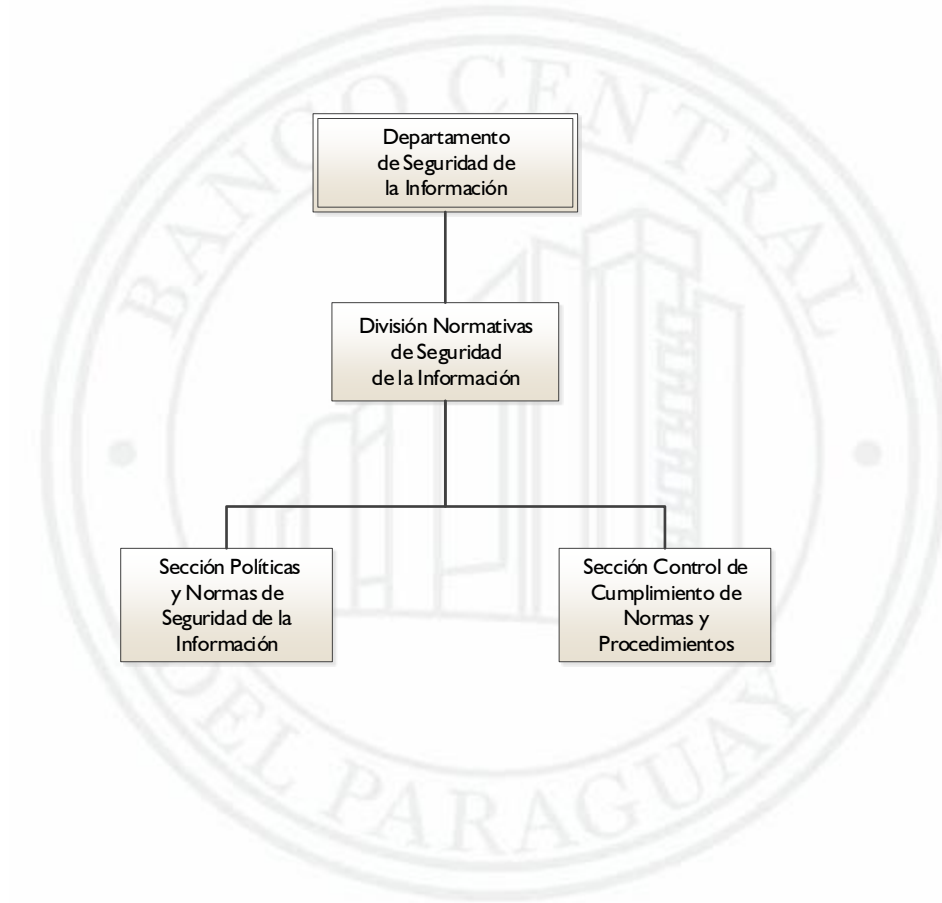 BANCO CENTRAL
DEL PARAGUAY
Departamento
de Seguridad de
la Información
División Normativas
de Seguridad
de la Información
Sección Políticas
y Normas de
Seguridad de la
Información
Sección Control de
Cumplimiento de
Normas y
Procedimientos